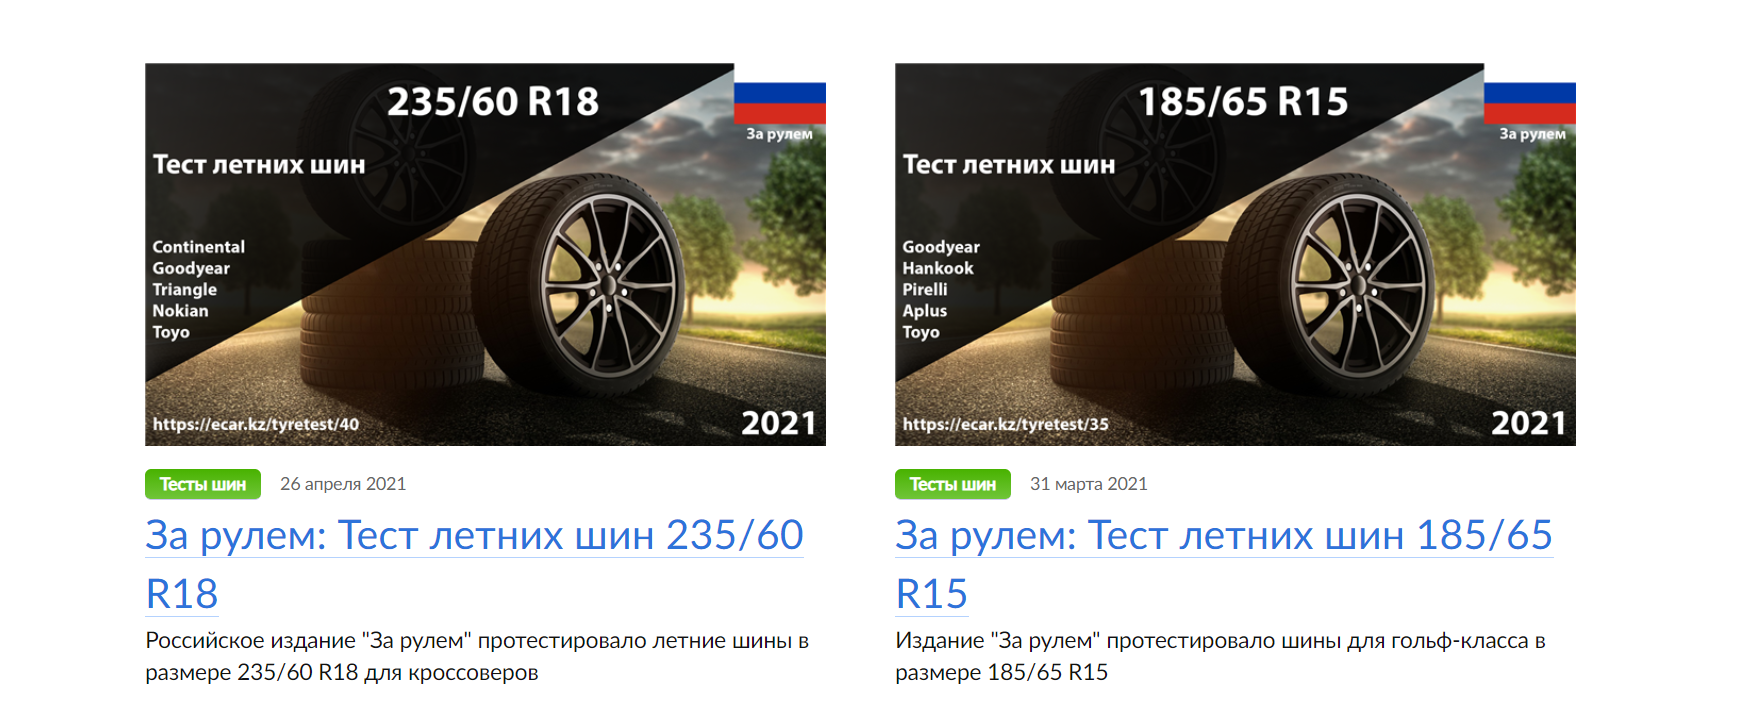 235/60 R18
За рулем
Тест летних шин
Continental
Goodyear
Triangle
Nokian
Toyo
https://ecar.kz/tyretest/40
2021
Тесты шин 26 апреля 2021
За рулем: Тест летних шин 235/60
R18
Российское издание "За рулем" протестировало летние шины в
размере 235/60 R18 для кроссоверов
185/65 R15
За рулем
Тест летних шин
Goodyear
Hankook
Pirelli
Aplus
Toyo
https://ecar.kz/tyretest/35
2021
Тесты шин 31 марта 2021
За рулем: Тест летних шин 185/65
R15
Издание "За рулем" протестировало шины для гольф-класса в
размере 185/65 R15